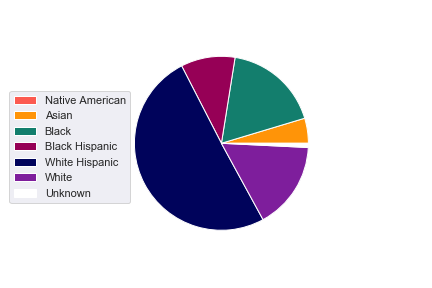 Native American
Asian
Black
Black Hispanic
White Hispanic
White
Unknown